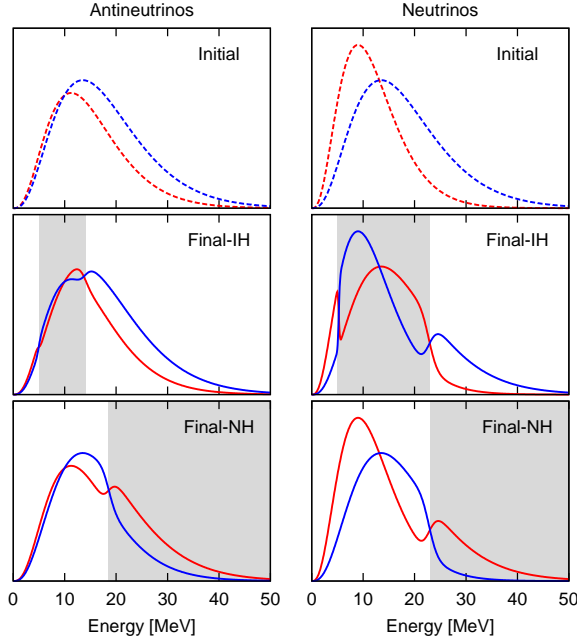 Antineutrinos
Neutrinos
Initial
Initial
Final-IH
Final-IH
Final-NH
Final-NH
0 10 20 30 40 50
0 10 20 30 40 50
Energy [MeV]
Energy [MeV]